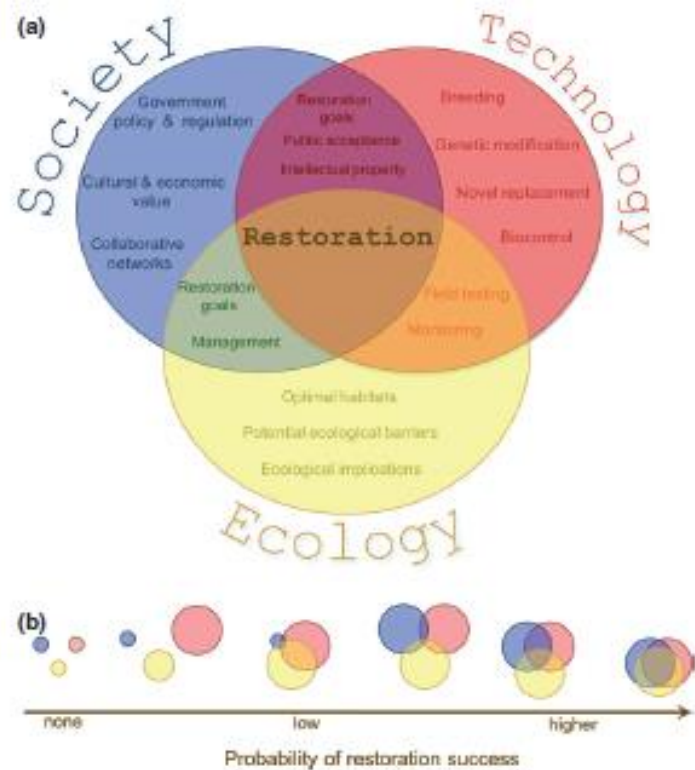 (a)
Society
Technology
Government
policy & regulation
Cultural & economic
value
Collaborative
networks
Restoration
goals
Public acceptance
Intellectual property
Breeding
Genetic modification
Novel replacement
Biocontrol
Restoration
Restoration
goals
Management
Field testing
Monitoring
Optimal habitats
Potential ecological barriers
Ecological implications
Ecology
(b)
none
low
higher
Probability of restoration success